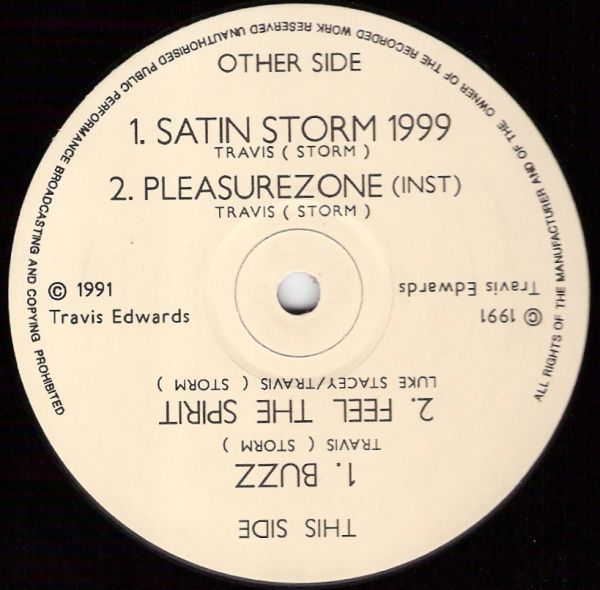 OTHER SIDE
1. SATIN STORM 1999
TRAVIS ( STORM )
2. PLEASUREZONE (INST)
TRAVIS ( STORM )
© 1991
Travis Edwards
THIS SIDE
1. BUZZ
TRAVIS ( STORM )
2. FEEL THE SPIRIT
LUKE STACEY/TRAVIS ( STORM )
© 1991
Travis Edwards
ALL RIGHTS OF THE MANUFACTURER AND OF THE OWNER OF THE RECORDED WORK RESERVED UNAUTHORISED PUBLIC PERFORMANCE BROADCASTING AND COPYING PROHIBITED